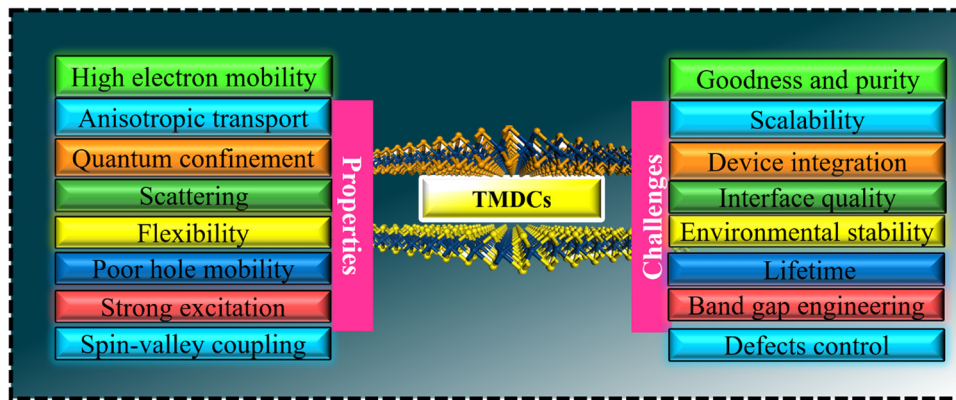 High electron mobility
Anisotropic transport
Quantum confinement
Scattering
Flexibility
Poor hole mobility
Strong excitation
Spin-valley coupling
Properties
TMDCs
Challenges
Goodness and purity
Scalability
Device integration
Interface quality
Environmental stability
Lifetime
Band gap engineering
Defects control